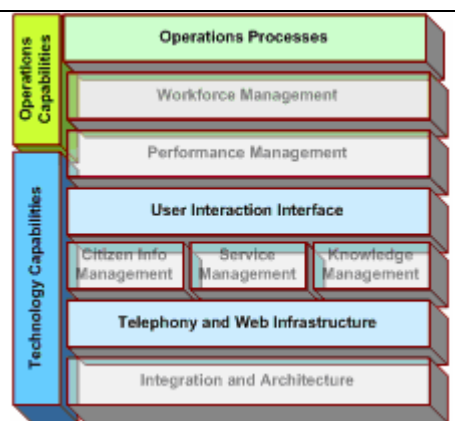 Operations
Capabilities
Operations Processes
Workforce Management
Performance Management
Technology Capabilities
User Interaction Interface
Citizen Info
Management
Service
Management
Knowledge
Management
Telephony and Web Infrastructure
Integration and Architecture